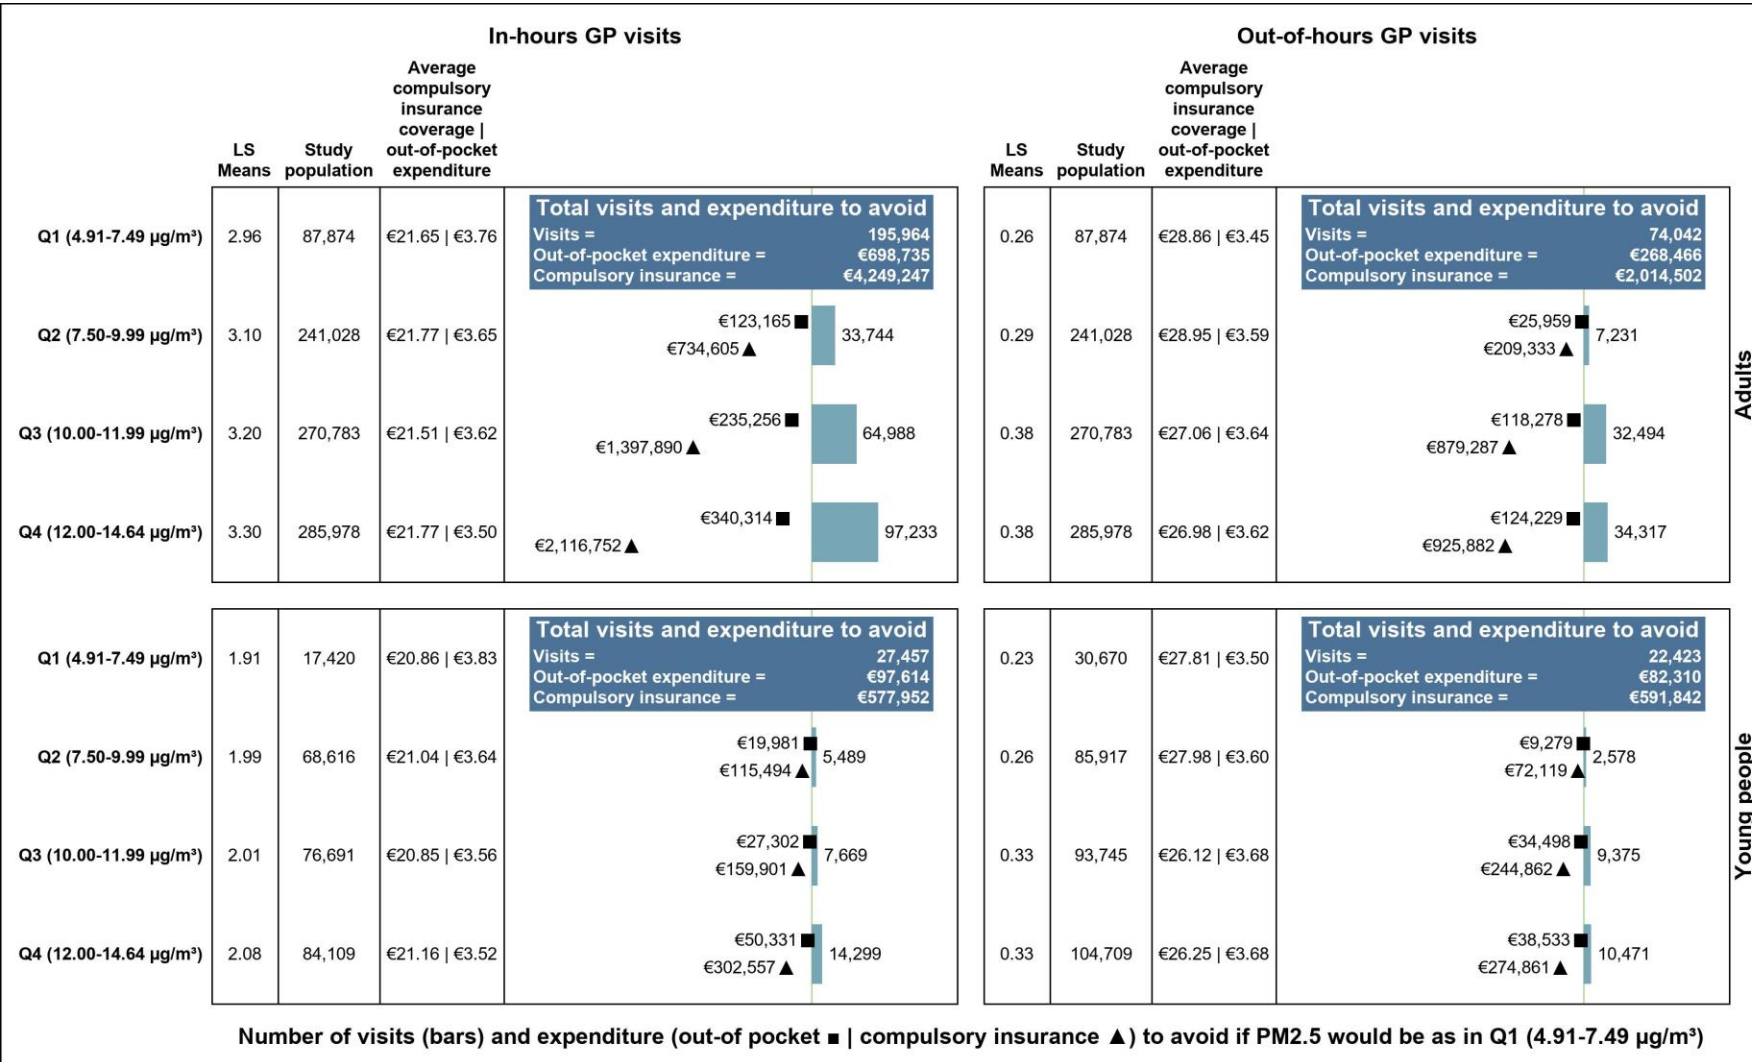 In-hours GP visits
Out-of-hours GP visits
LS Means
Study population
Average compulsory insurance coverage | out-of-pocket expenditure
LS Means
Study population
Average compulsory insurance coverage | out-of-pocket expenditure
Adults
Q1 (4.91-7.49 µg/m³) 2.96 87,874 €21.65 | €3.76
Total visits and expenditure to avoid
Visits = 195,964
Out-of-pocket expenditure = €698,735
Compulsory insurance = €4,249,247
0.26 87,874 €28.86 | €3.45
Total visits and expenditure to avoid
Visits = 74,042
Out-of-pocket expenditure = €268,466
Compulsory insurance = €2,014,502
Q2 (7.50-9.99 µg/m³) 3.10 241,028 €21.77 | €3.65
€123,165 ■
€734,605 ▲
33,744
0.29 241,028 €28.95 | €3.59
€25,959 ■
€209,333 ▲
7,231
Q3 (10.00-11.99 µg/m³) 3.20 270,783 €21.51 | €3.62
€235,256 ■
€1,397,890 ▲
64,988
0.38 270,783 €27.06 | €3.64
€118,278 ■
€879,287 ▲
32,494
Q4 (12.00-14.64 µg/m³) 3.30 285,978 €21.77 | €3.50
€340,314 ■
€2,116,752 ▲
97,233
0.38 285,978 €26.98 | €3.62
€124,229 ■
€925,882 ▲
34,317
Young people
Q1 (4.91-7.49 µg/m³) 1.91 17,420 €20.86 | €3.83
Total visits and expenditure to avoid
Visits = 27,457
Out-of-pocket expenditure = €97,614
Compulsory insurance = €577,952
0.23 30,670 €27.81 | €3.50
Total visits and expenditure to avoid
Visits = 22,423
Out-of-pocket expenditure = €82,310
Compulsory insurance = €591,842
Q2 (7.50-9.99 µg/m³) 1.99 68,616 €21.04 | €3.64
€19,981 ■
€115,494 ▲
5,489
0.26 85,917 €27.98 | €3.60
€9,279 ■
€72,119 ▲
2,578
Q3 (10.00-11.99 µg/m³) 2.01 76,691 €20.85 | €3.56
€27,302 ■
€159,901 ▲
7,669
0.33 93,745 €26.12 | €3.68
€34,498 ■
€244,862 ▲
9,375
Q4 (12.00-14.64 µg/m³) 2.08 84,109 €21.16 | €3.52
€50,331 ■
€302,557 ▲
14,299
0.33 104,709 €26.25 | €3.68
€38,533 ■
€274,861 ▲
10,471
Number of visits (bars) and expenditure (out-of pocket ■ | compulsory insurance ▲) to avoid if PM2.5 would be as in Q1 (4.91-7.49 µg/m³)